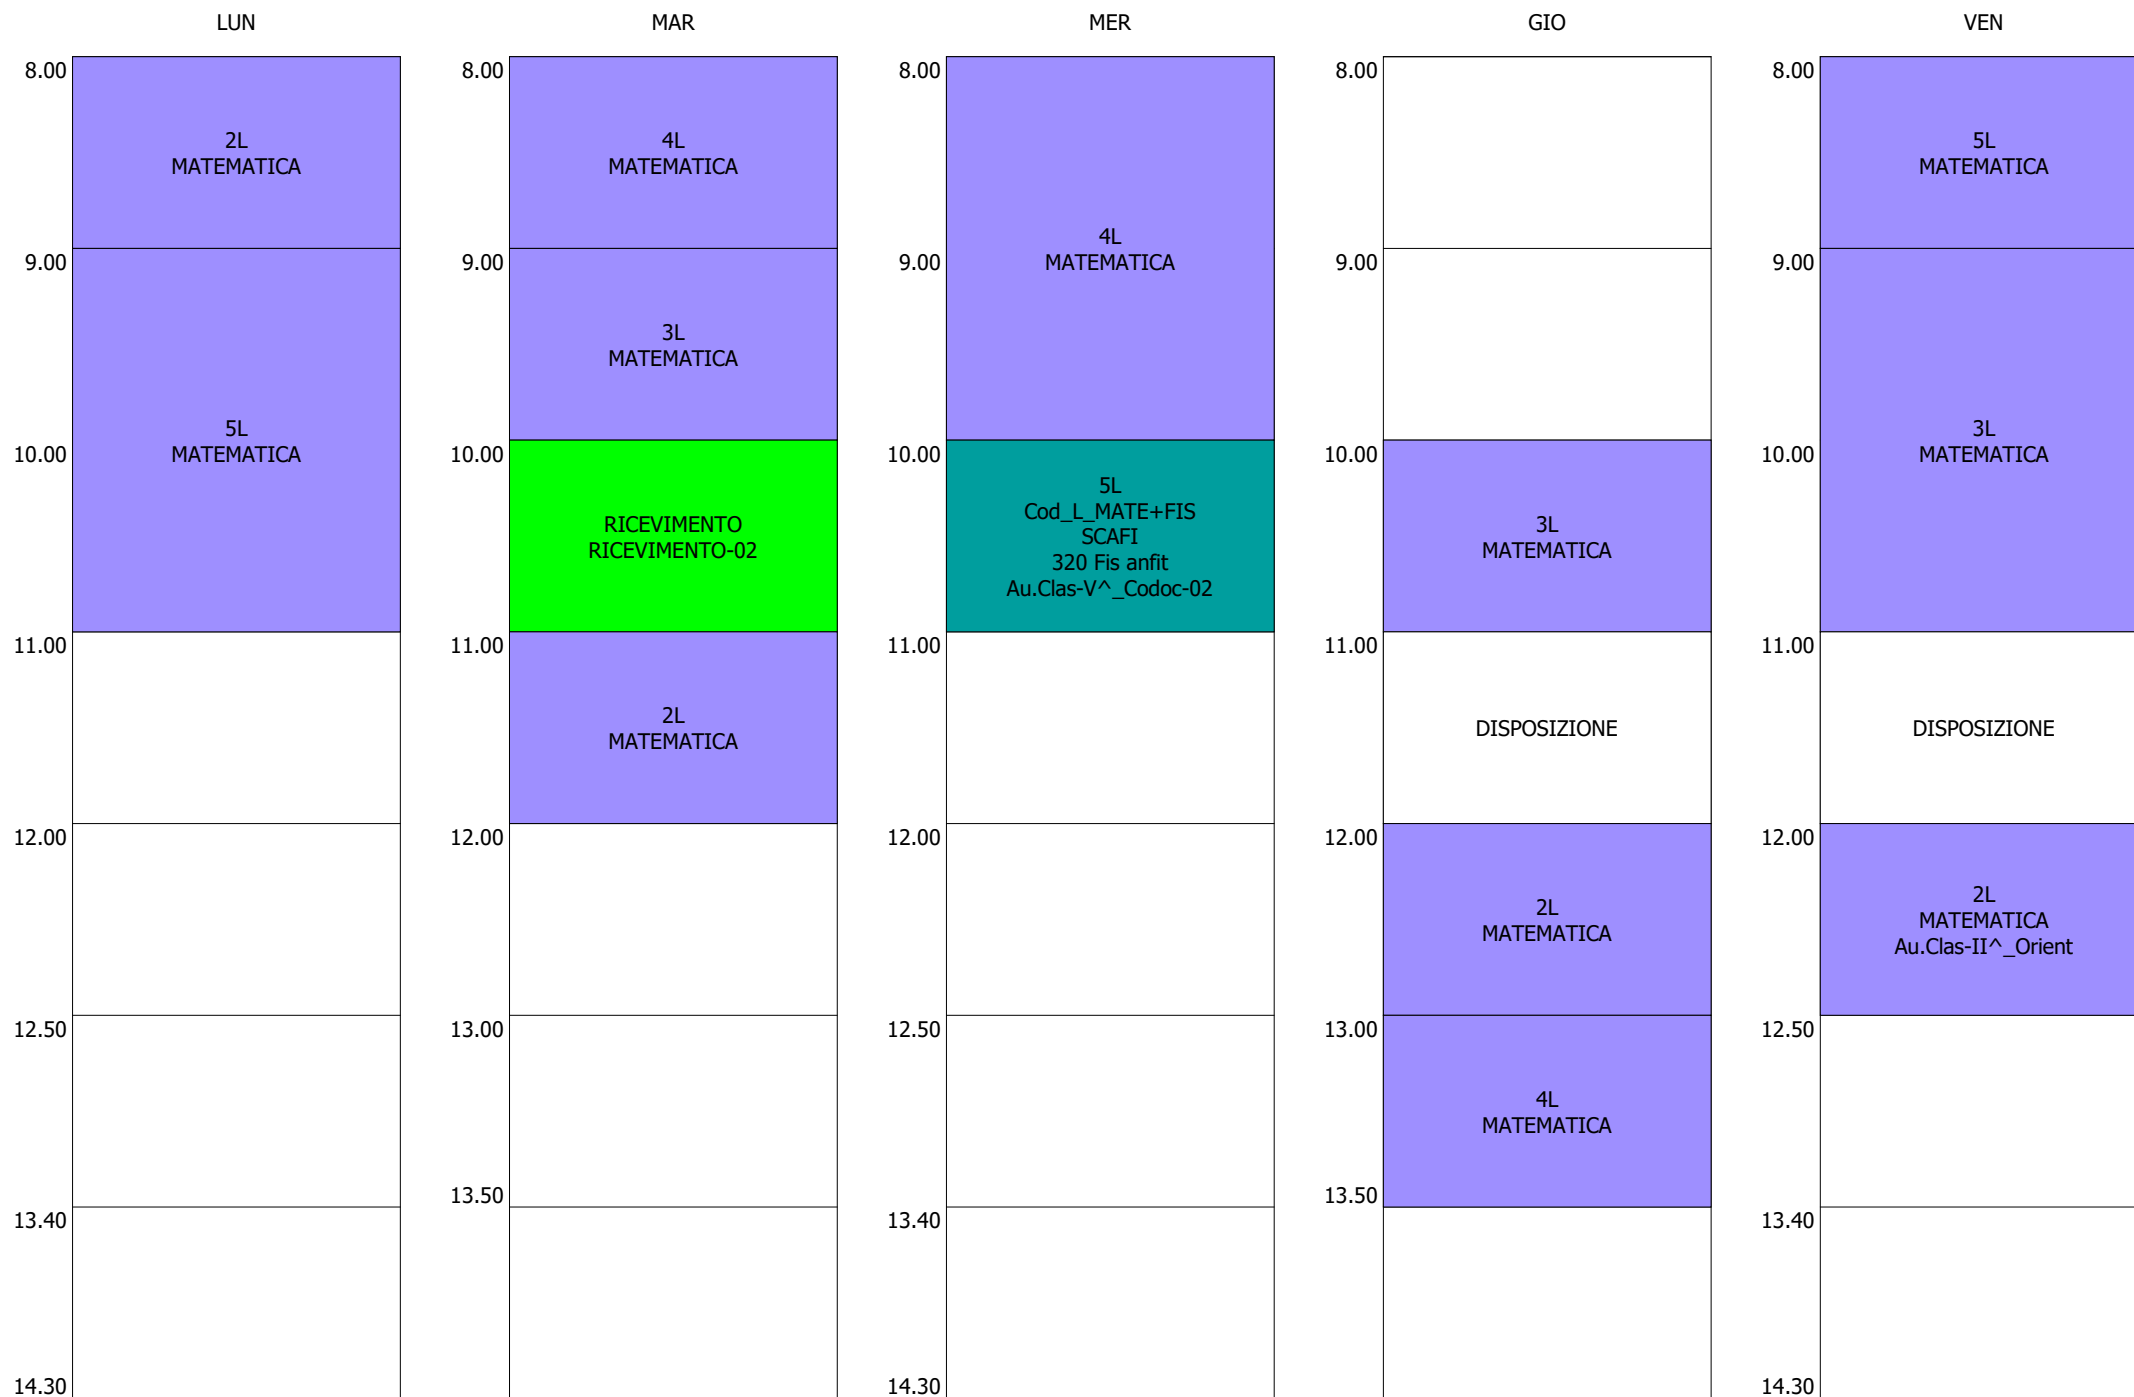 LUN
8.00
2L
MATEMATICA
9.00
5L
MATEMATICA
10.00
11.00
12.00
12.50
13.40
14.30
MAR
8.00
4L
MATEMATICA
9.00
3L
MATEMATICA
10.00
RICEVIMENTO
RICEVIMENTO-02
11.00
2L
MATEMATICA
12.00
13.00
13.50
MER
8.00
4L
MATEMATICA
9.00
10.00
5L
Cod_L_MATE+FIS
SCAFI
320 Fis anfit
Au.Clas-V^_Codoc-02
11.00
12.00
12.50
13.40
14.30
GIO
8.00
9.00
10.00
3L
MATEMATICA
11.00
DISPOSIZIONE
12.00
2L
MATEMATICA
13.00
4L
MATEMATICA
13.50
VEN
8.00
5L
MATEMATICA
9.00
3L
MATEMATICA
10.00
11.00
DISPOSIZIONE
12.00
2L
MATEMATICA
Au.Clas-II^_Orient
12.50
13.40
14.30